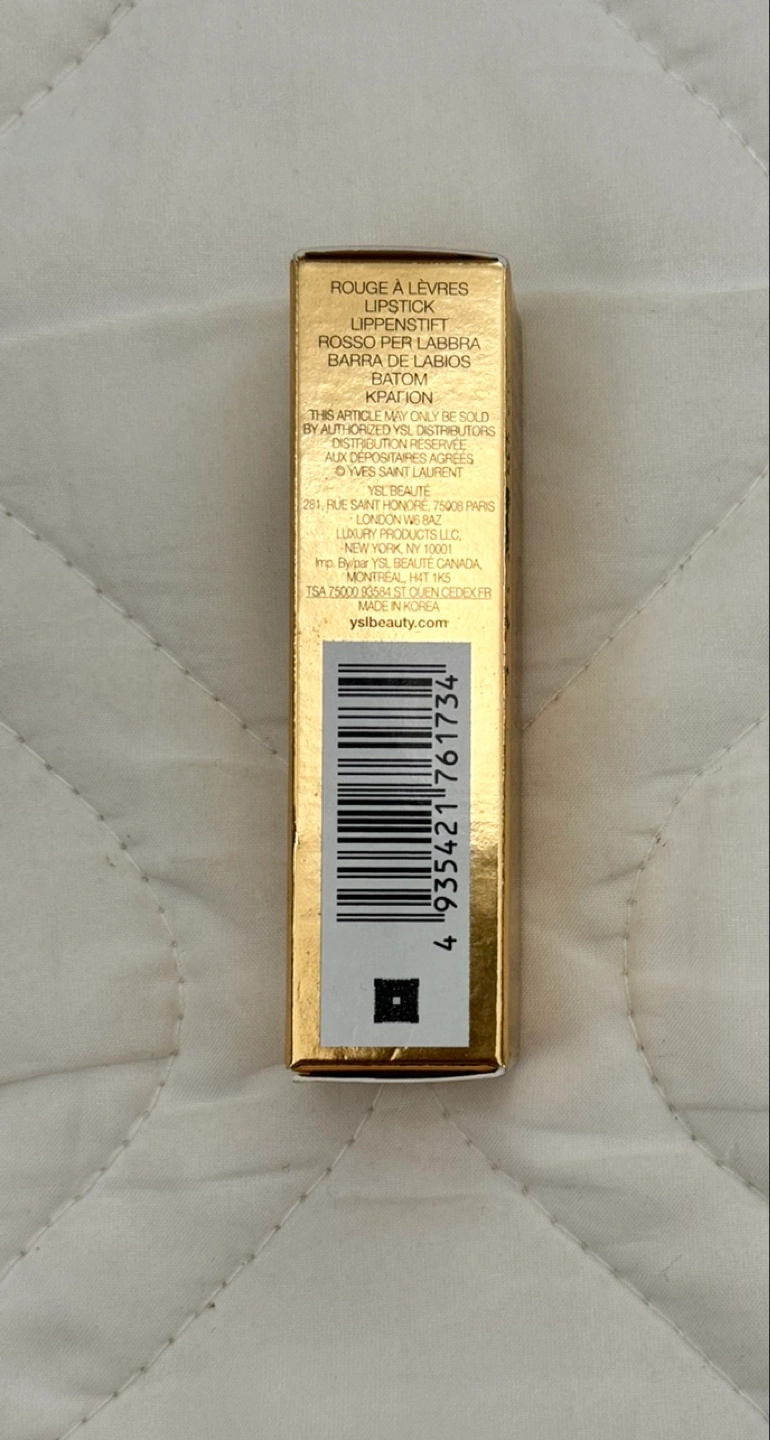 ROUGE À LÈVRES
LIPSTICK
LIPPENSTIFT
ROSSO PER LABBRA
BARRA DE LABIOS
BATOM
ΚΡΑΓΙΟΝ
THIS ARTICLE MAY ONLY BE SOLD
BY AUTHORIZED YSL DISTRIBUTORS
DISTRIBUTION RÉSERVÉE
AUX DÉPOSITAIRES AGRÉÉS
© YVES SAINT LAURENT
YSL BEAUTÉ
281, RUE SAINT HONORÉ, 75008 PARIS
LONDON W6 8AZ
LUXURY PRODUCTS LLC,
NEW YORK, NY 10001
Imp. By/par YSL BEAUTÉ CANADA,
MONTRÉAL, H4T 1K5
TSA 75000 93584 ST OUEN CEDEX FR
MADE IN KOREA
yslbeauty.com
4 935421 761734